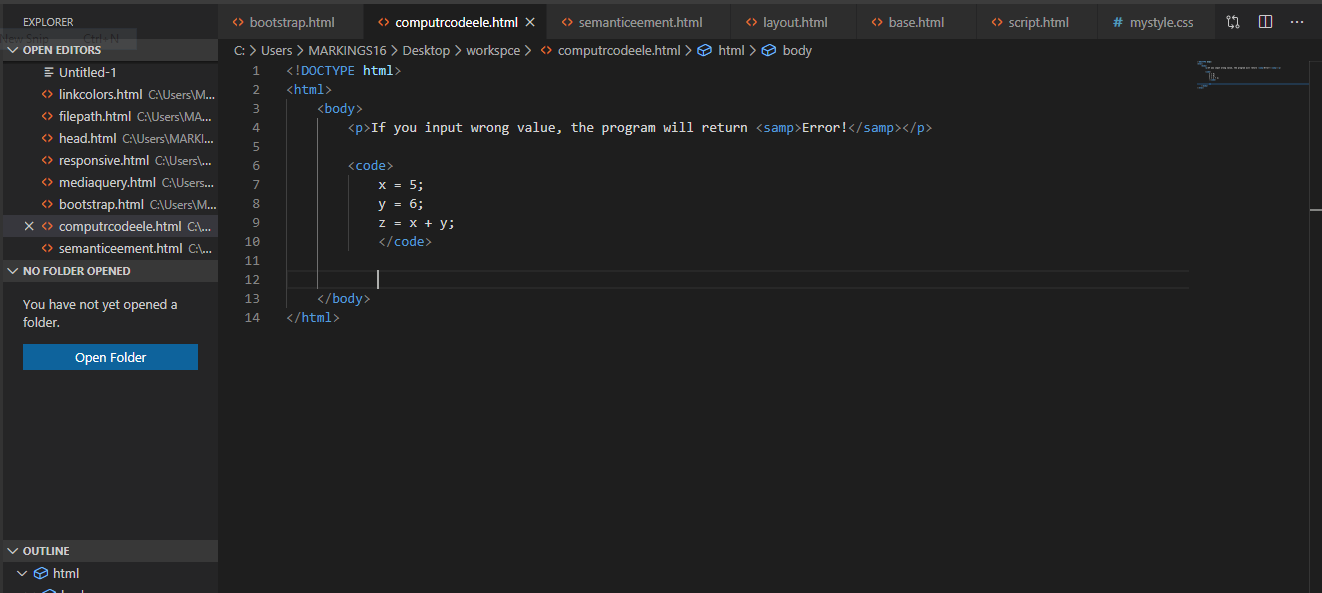 EXPLORER
New Snip Ctrl+N
OPEN EDITORS
Untitled-1
linkcolors.html C:\Users\M...
filepath.html C:\Users\MA...
head.html C:\Users\MARKI...
responsive.html C:\Users\...
mediaquery.html C:\Users...
bootstrap.html C:\Users\M...
computrcodeele.html C:\...
semanticeement.html C:\...
NO FOLDER OPENED
You have not yet opened a
folder.
Open Folder
OUTLINE
html
bootstrap.html computrcodeele.html semanticeement.html layout.html base.html script.html # mystyle.css
C: > Users > MARKINGS16 > Desktop > workspce > computrcodeele.html > html > body
1 <!DOCTYPE html>
2 <html>
3 <body>
4 <p>If you input wrong value, the program will return <samp>Error!</samp></p>
5
6 <code>
7 x = 5;
8 y = 6;
9 z = x + y;
10 </code>
11
12
13 </body>
14 </html>